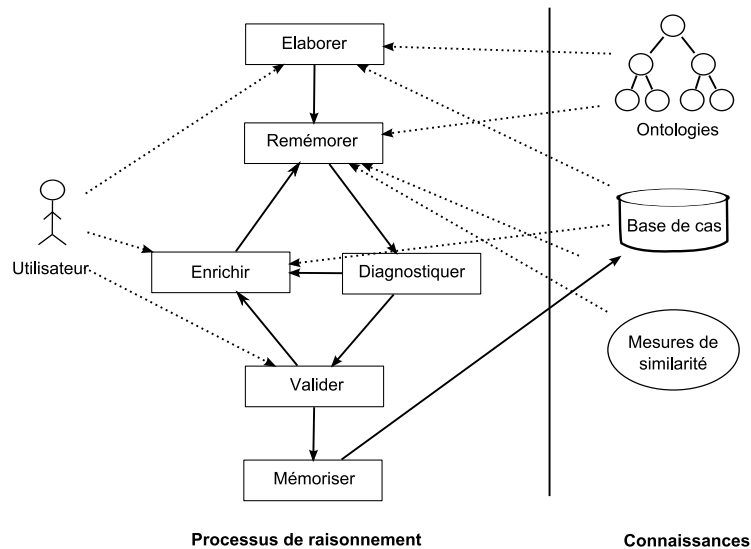 Elaborer
Remémorer
Ontologies
Base de cas
Utilisateur
Enrichir
Diagnostiquer
Mesures de
similarité
Valider
Mémoriser
Processus de raisonnement
Connaissances